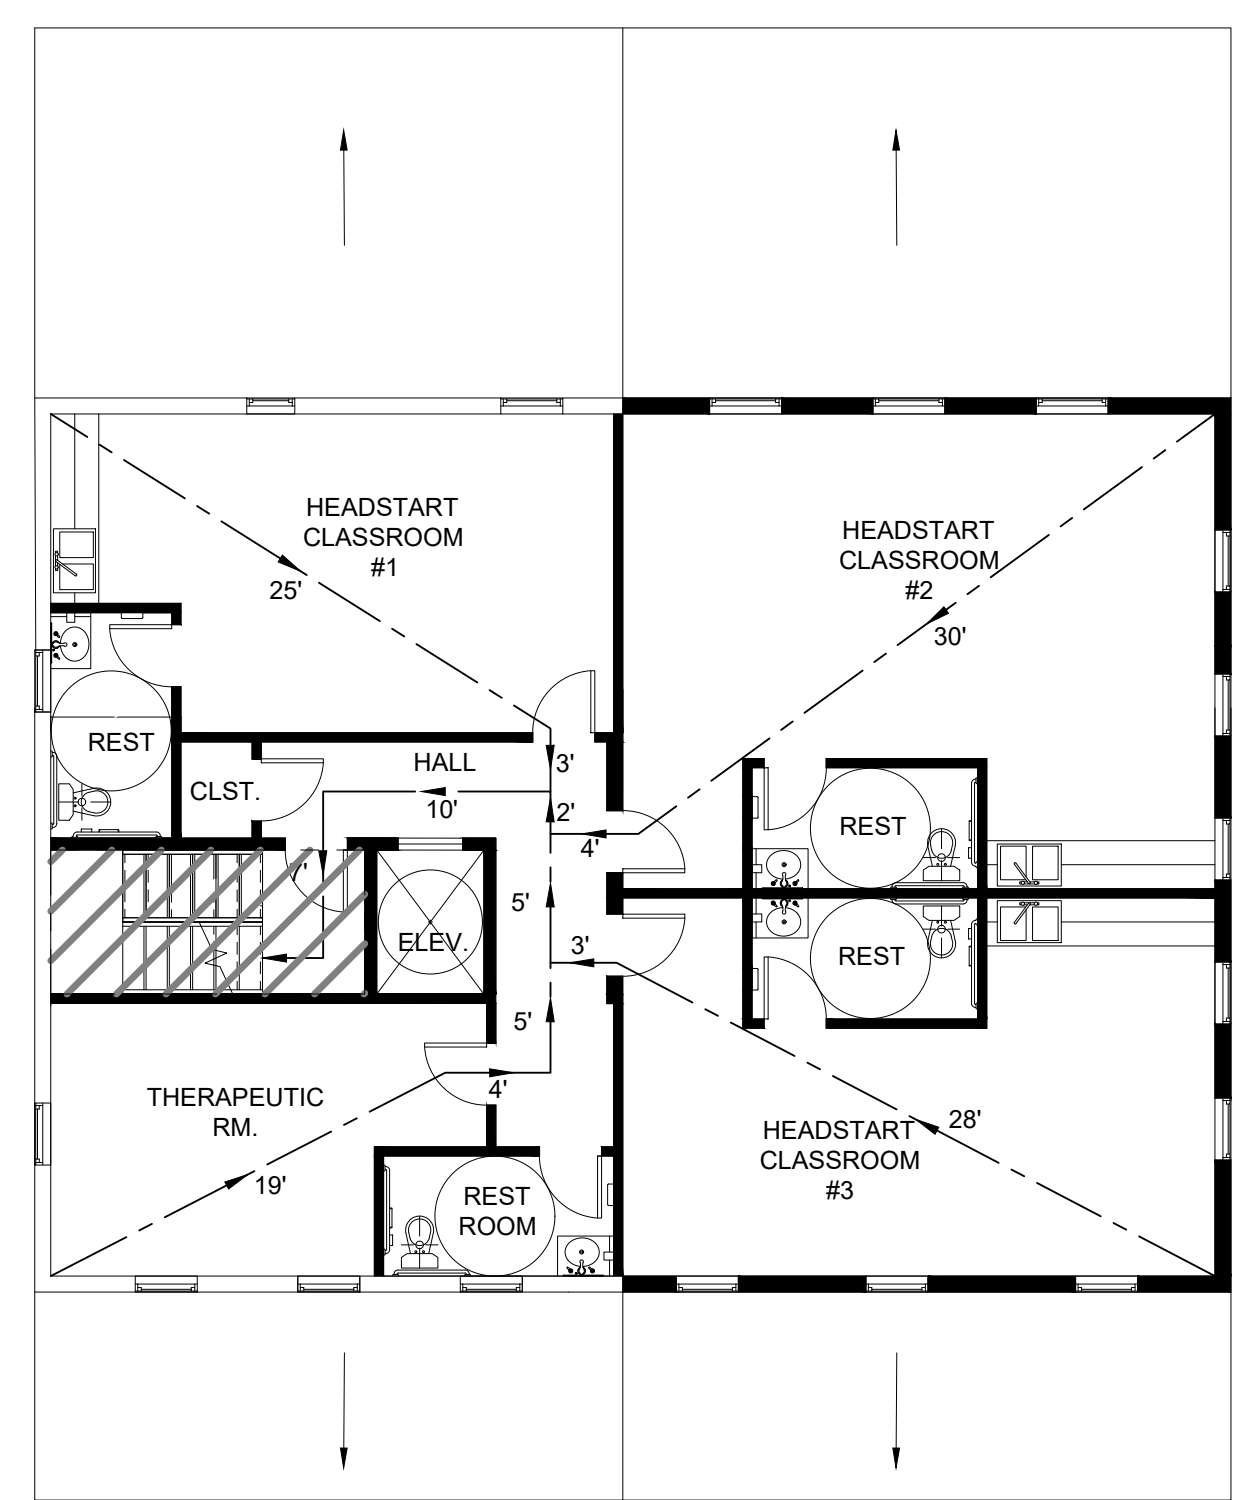 HEADSTART
CLASSROOM
#1
25'
HEADSTART
CLASSROOM
#2
30'
REST
CLST.
HALL
3'
10'
2'
4'
REST
7'
5'
ELEV.
3'
REST
5'
4'
THERAPEUTIC
RM.
19'
REST
ROOM
28'
HEADSTART
CLASSROOM
#3